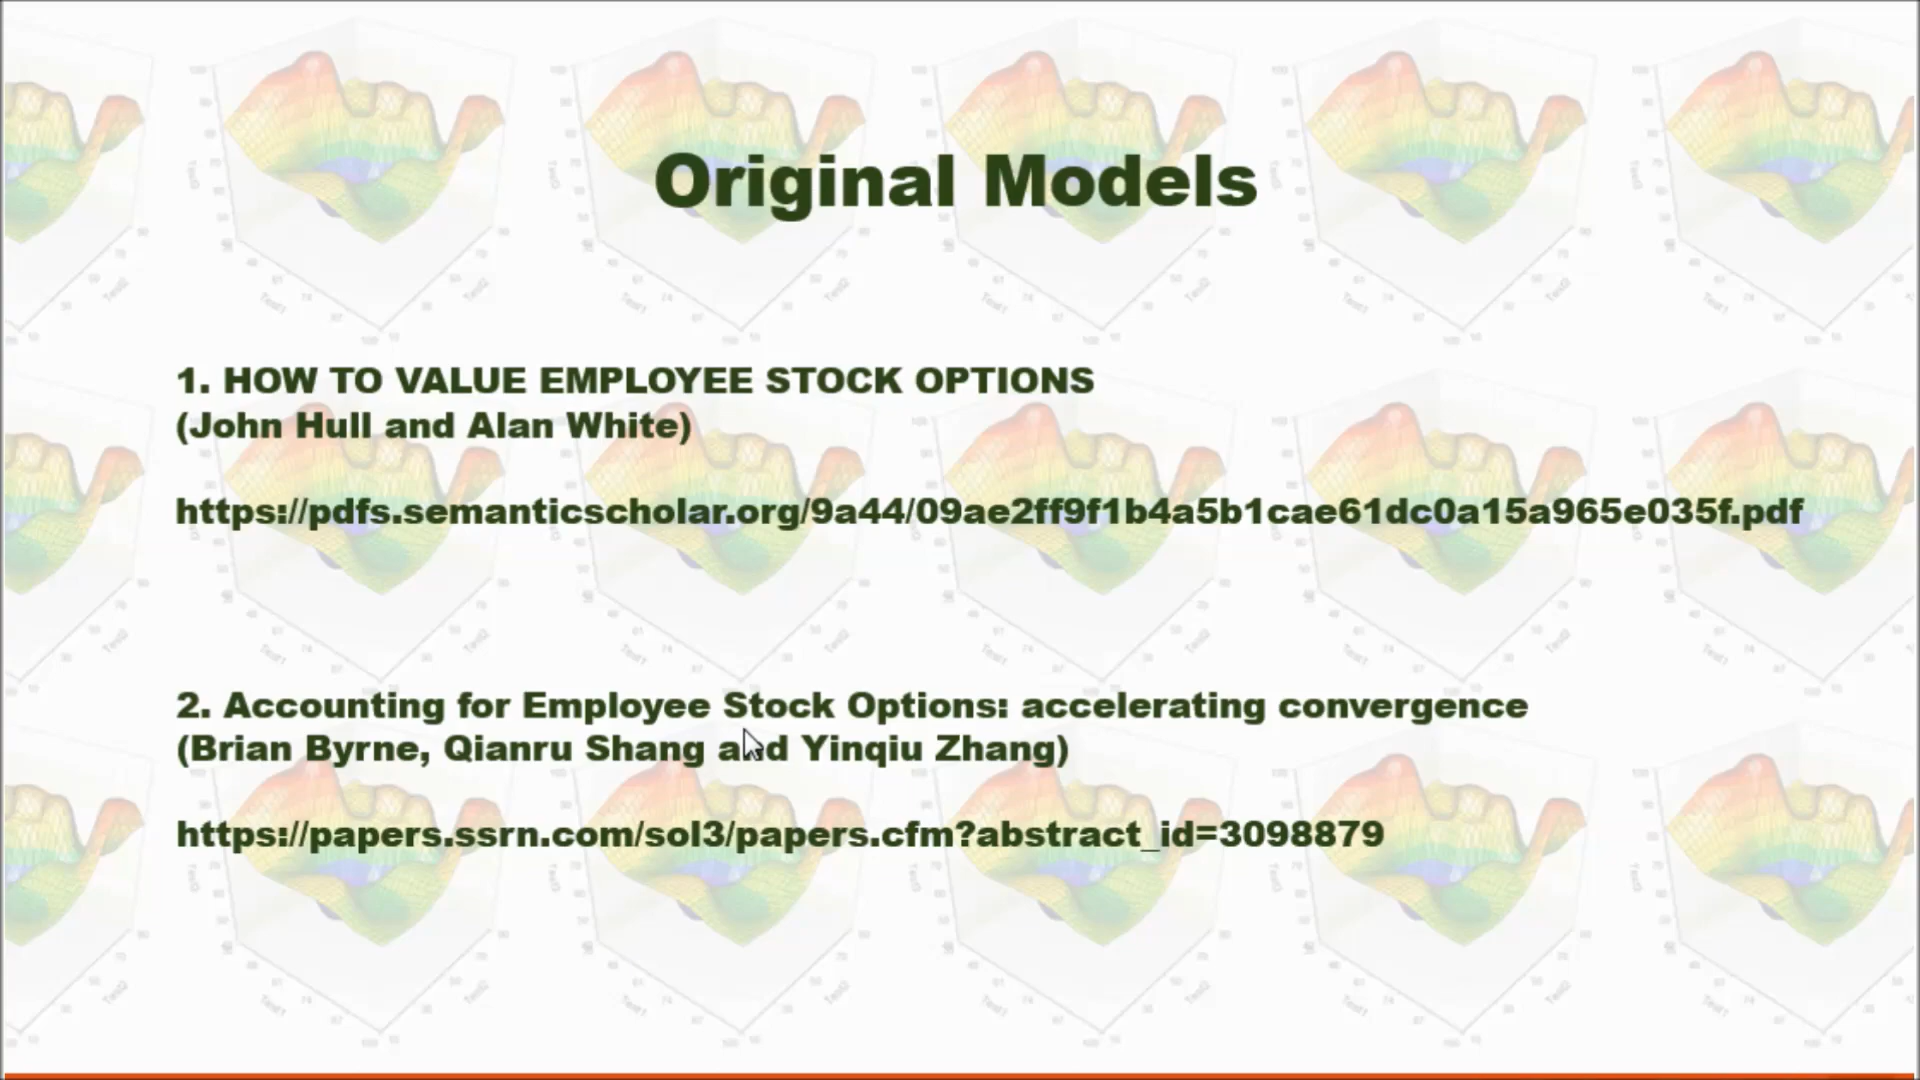 Original Models
1. HOW TO VALUE EMPLOYEE STOCK OPTIONS
(John Hull and Alan White)
https://pdfs.semanticscholar.org/9a44/09ae2ff9f1b4a5b1cae61dc0a15a965e035f.pdf
2. Accounting for Employee Stock Options: accelerating convergence
(Brian Byrne, Qianru Shang and Yinqiu Zhang)
https://papers.ssrn.com/sol3/papers.cfm?abstract_id=3098879